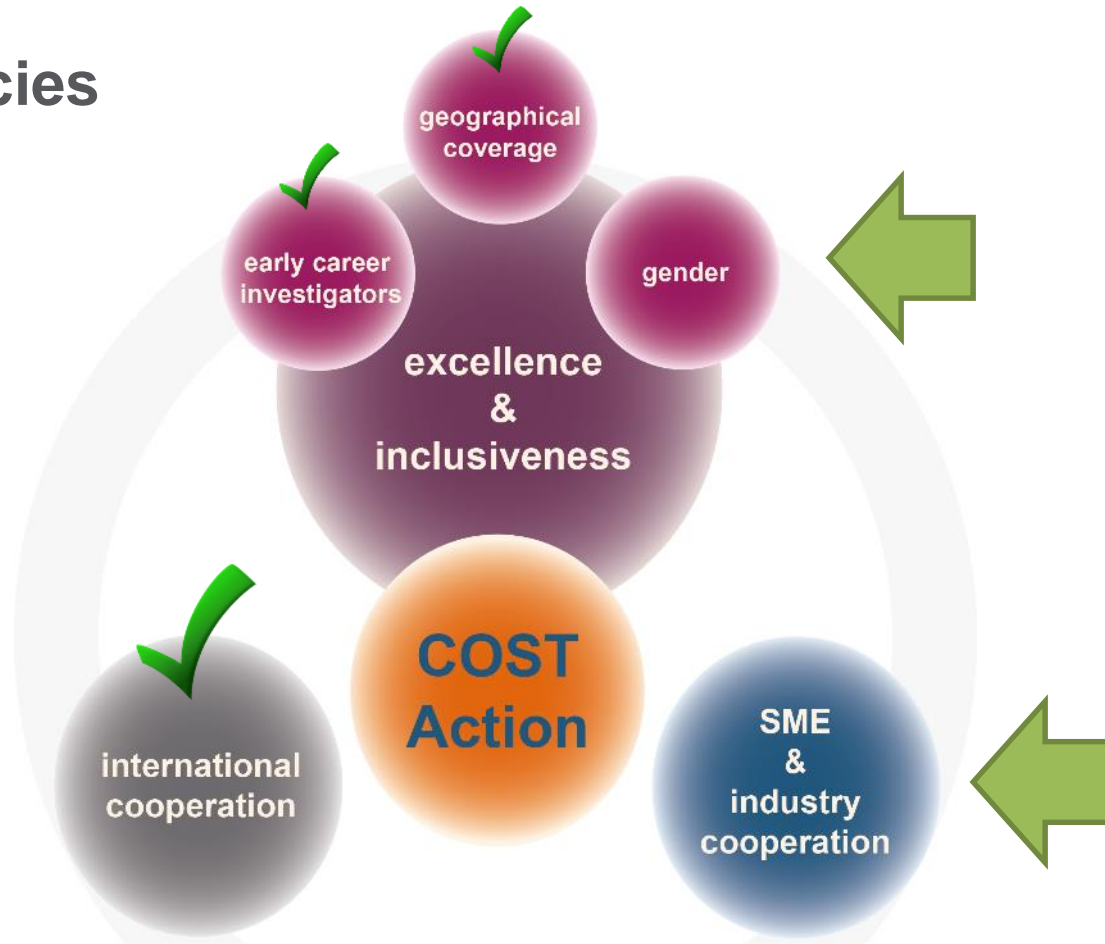 cies
geographical
coverage
early career
investigators
gender
excellence
&
inclusiveness
COST
Action
international
cooperation
SME
&
industry
cooperation